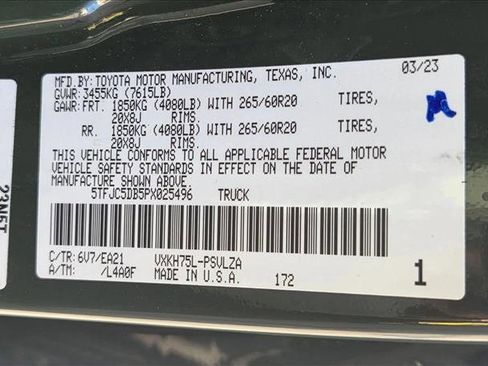 MFD. BY: TOYOTA MOTOR MANUFACTURING, TEXAS, INC. 03/23
GVWR: 3455KG (7615LB)
GAWR: FRT. 1850KG (4080LB) WITH 265/60R20 TIRES,
20X8J RIMS.
RR. 1850KG (4080LB) WITH 265/60R20 TIRES,
20X8J RIMS.
THIS VEHICLE CONFORMS TO ALL APPLICABLE FEDERAL MOTOR
VEHICLE SAFETY STANDARDS IN EFFECT ON THE DATE OF
MANUFACTURE SHOWN ABOVE.
5TFJC5DB5PX025496 TRUCK
C/TR: 6V7/EA21 VXKH75L-PSVLZA
A/TM: /L4A0F MADE IN U.S.A. 172 1